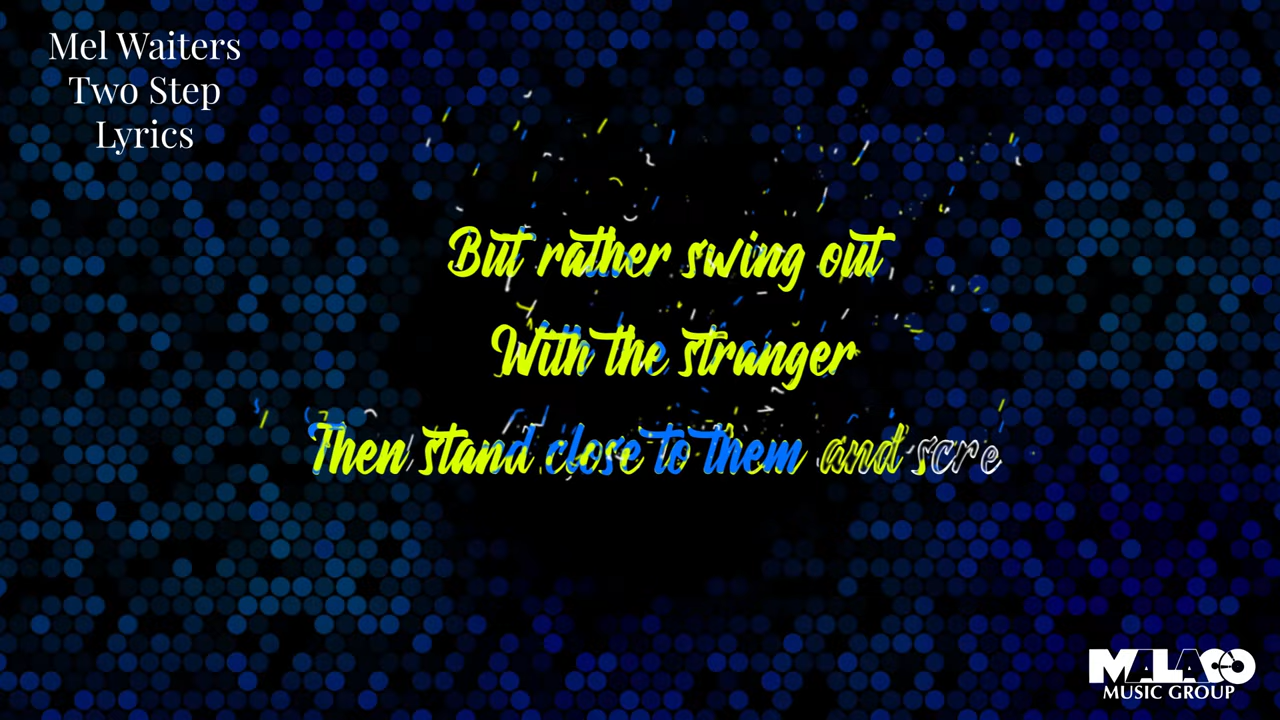 Mel Waiters
Two Step
Lyrics
But rather swing out
With the stranger
Then stand close to them and scre
MALACO
MUSIC GROUP